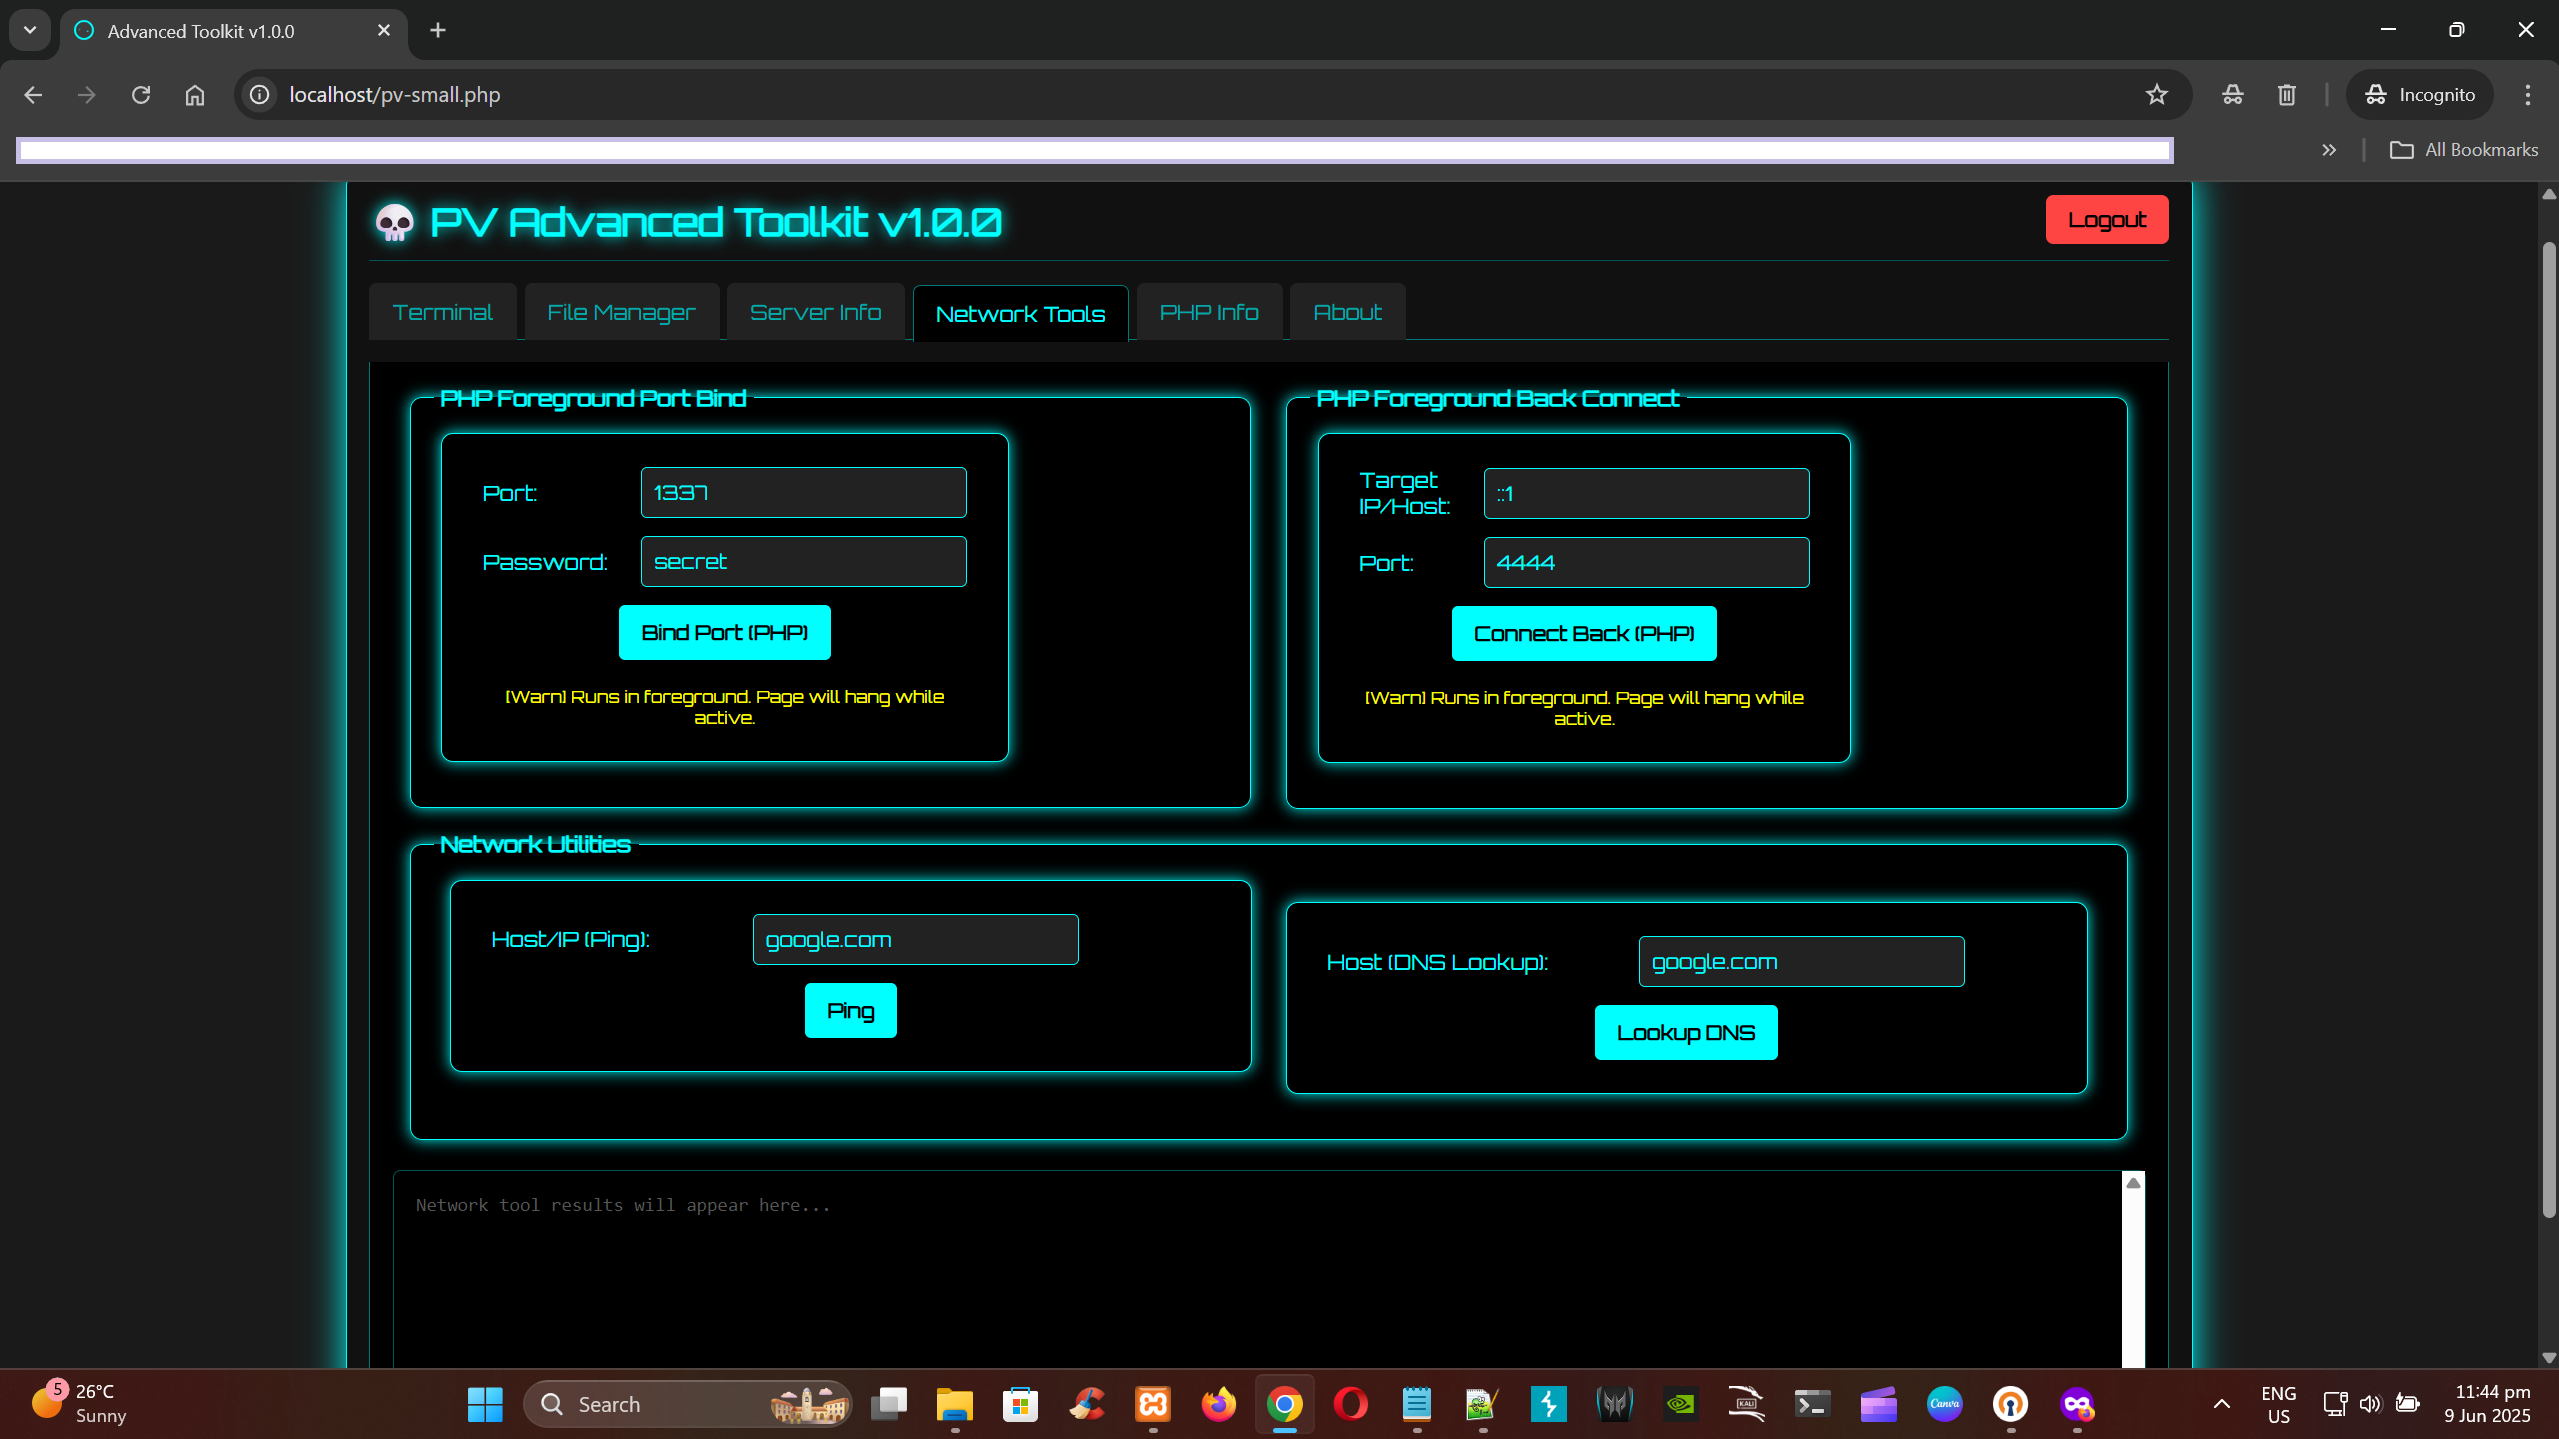 Advanced Toolkit v1.0.0
localhost/pv-small.php
Incognito
All Bookmarks
PV Advanced Toolkit v1.0.0
Logout
Terminal
File Manager
Server Info
Network Tools
PHP Info
About
PHP Foreground Port Bind
Port:
1337
Password:
secret
Bind Port (PHP)
[Warn] Runs in foreground. Page will hang while
active.
PHP Foreground Back Connect
Target
IP/Host:
::1
Port:
4444
Connect Back (PHP)
[Warn] Runs in foreground. Page will hang while
active.
Network Utilities
Host/IP (Ping):
google.com
Ping
Host (DNS Lookup):
google.com
Lookup DNS
Network tool results will appear here...
5
26°C
Sunny
Search
KALI
Canva
ENG
US
11:44 pm
9 Jun 2025